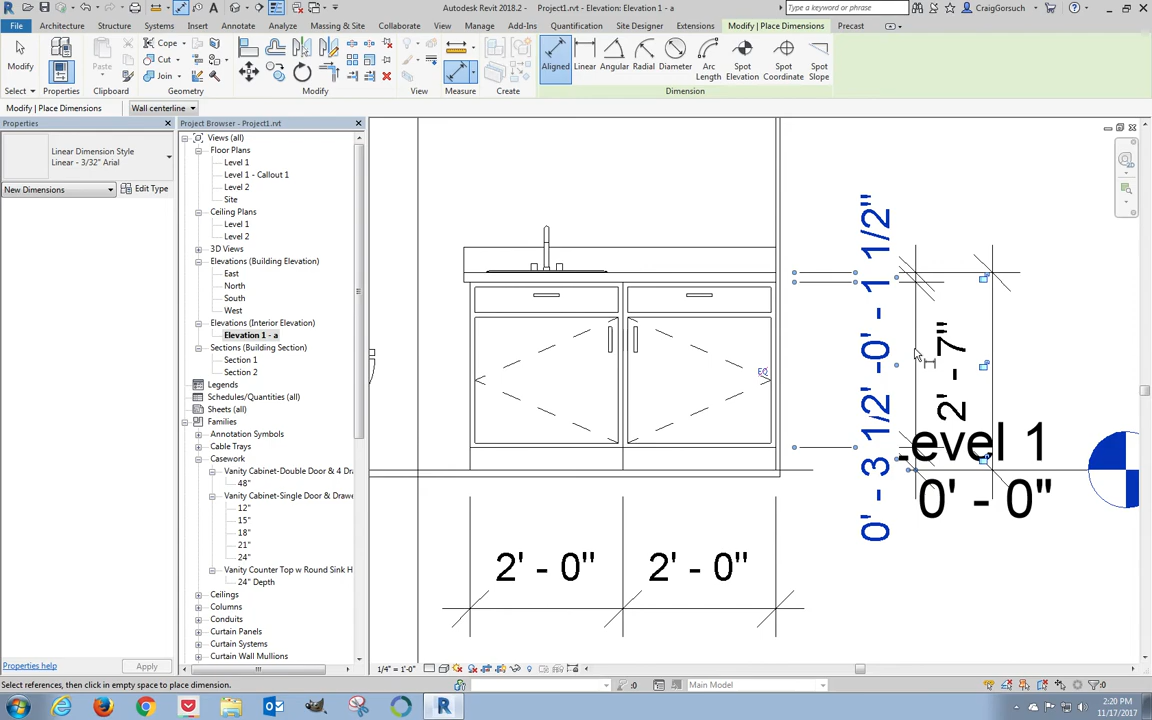 Autodesk Revit 2018.2 - Project1.rvt - Elevation: Elevation 1 - a
Type a keyword or phrase
CraigGorsuch
File
Architecture
Structure
Systems
Insert
Annotate
Analyze
Massing & Site
Collaborate
View
Manage
Add-Ins
Quantification
Site Designer
Extensions
Modify | Place Dimensions
Precast
Modify
Paste
Cope
Cut
Join
Aligned
Linear
Angular
Radial
Diameter
Arc Length
Spot Elevation
Spot Coordinate
Spot Slope
Select
Properties
Clipboard
Geometry
Modify
View
Measure
Create
Dimension
Modify | Place Dimensions
Wall centerline
Properties
Linear Dimension Style
Linear - 3/32" Arial
New Dimensions
Edit Type
Properties help
Apply
Project Browser - Project1.rvt
Views (all)
Floor Plans
Level 1
Level 1 - Callout 1
Level 2
Site
Ceiling Plans
Level 1
Level 2
3D Views
Elevations (Building Elevation)
East
North
South
West
Elevations (Interior Elevation)
Elevation 1 - a
Sections (Building Section)
Section 1
Section 2
Legends
Schedules/Quantities (all)
Sheets (all)
Families
Annotation Symbols
Cable Trays
Casework
Vanity Cabinet-Double Door & 4 Dra
48"
Vanity Cabinet-Single Door & Drawe
12"
15"
18"
21"
24"
Vanity Counter Top w Round Sink H
24" Depth
Ceilings
Columns
Conduits
Curtain Panels
Curtain Systems
Curtain Wall Mullions
EQ
0' - 3 1/2"
0' - 1 1/2"
2' - 7"
Level 1
0' - 0"
2' - 0"
2' - 0"
1/4" = 1'-0"
Select references, then click in empty space to place dimension.
:0
Main Model
:0
2:20 PM
11/17/2017